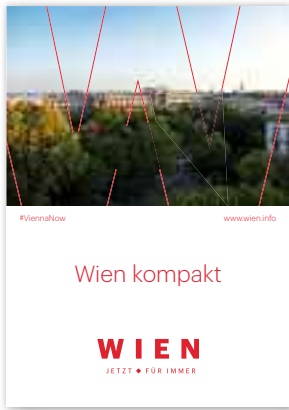 #ViennaNow www.wien.info
Wien kompakt
WIEN
JETZT ◆ FÜR IMMER